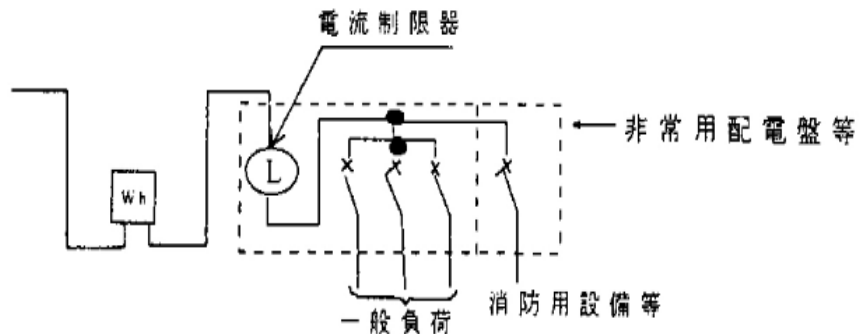 電流制限器
非常用配電盤等
L
Wh
消防用設備等
一般負荷